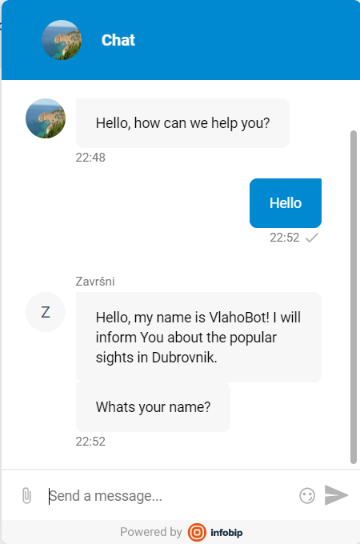 Chat
Hello, how can we help you?
22:48
Hello
22:52
Završni
Z
Hello, my name is VlahoBot! I will
inform You about the popular
sights in Dubrovnik.
Whats your name?
22:52
Send a message...
Powered by infobip